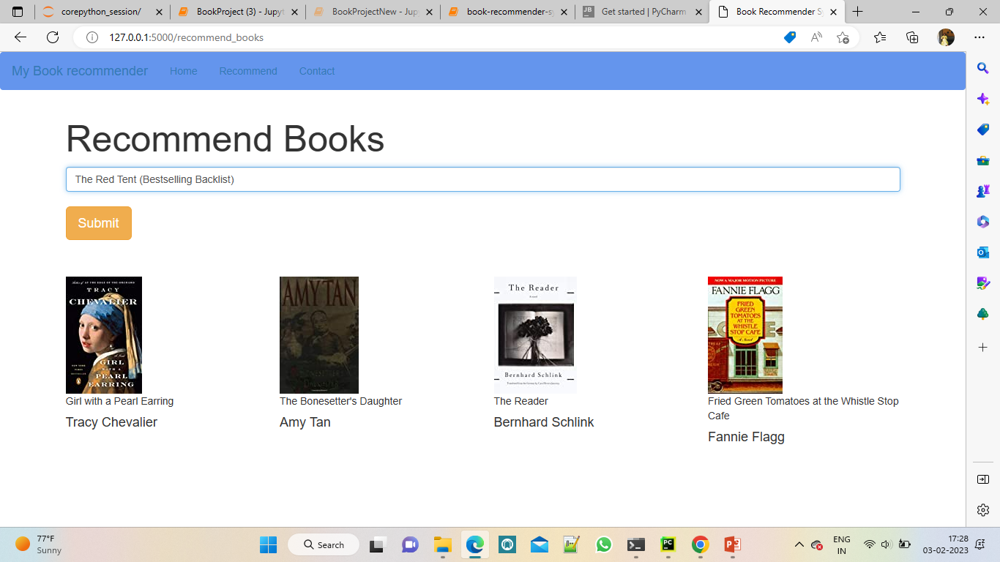 corepython_session/
BookProject (3) - Jupyt
BookProjectNew - Jup
book-recommender-sy
Get started | PyCharm
Book Recommender S
127.0.0.1:5000/recommend_books
My Book recommender
Home
Recommend
Contact
Recommend Books
The Red Tent (Bestselling Backlist)
Submit
TRACY
CHEVALIER
GIRL
WITH A
PEARL
EARRING
Girl with a Pearl Earring
Tracy Chevalier
AMY TAN
The Bonesetter's Daughter
Amy Tan
The Reader
Bernhard Schlink
The Reader
Bernhard Schlink
NOW A MAJOR MOTION PICTURE
FANNIE FLAGG
FRIED
GREEN
TOMATOES
AT THE
WHISTLE
STOP CAFE
A Novel
Fried Green Tomatoes at the Whistle Stop
Cafe
Fannie Flagg
77°F
Sunny
Search
ENG
IN
17:28
03-02-2023